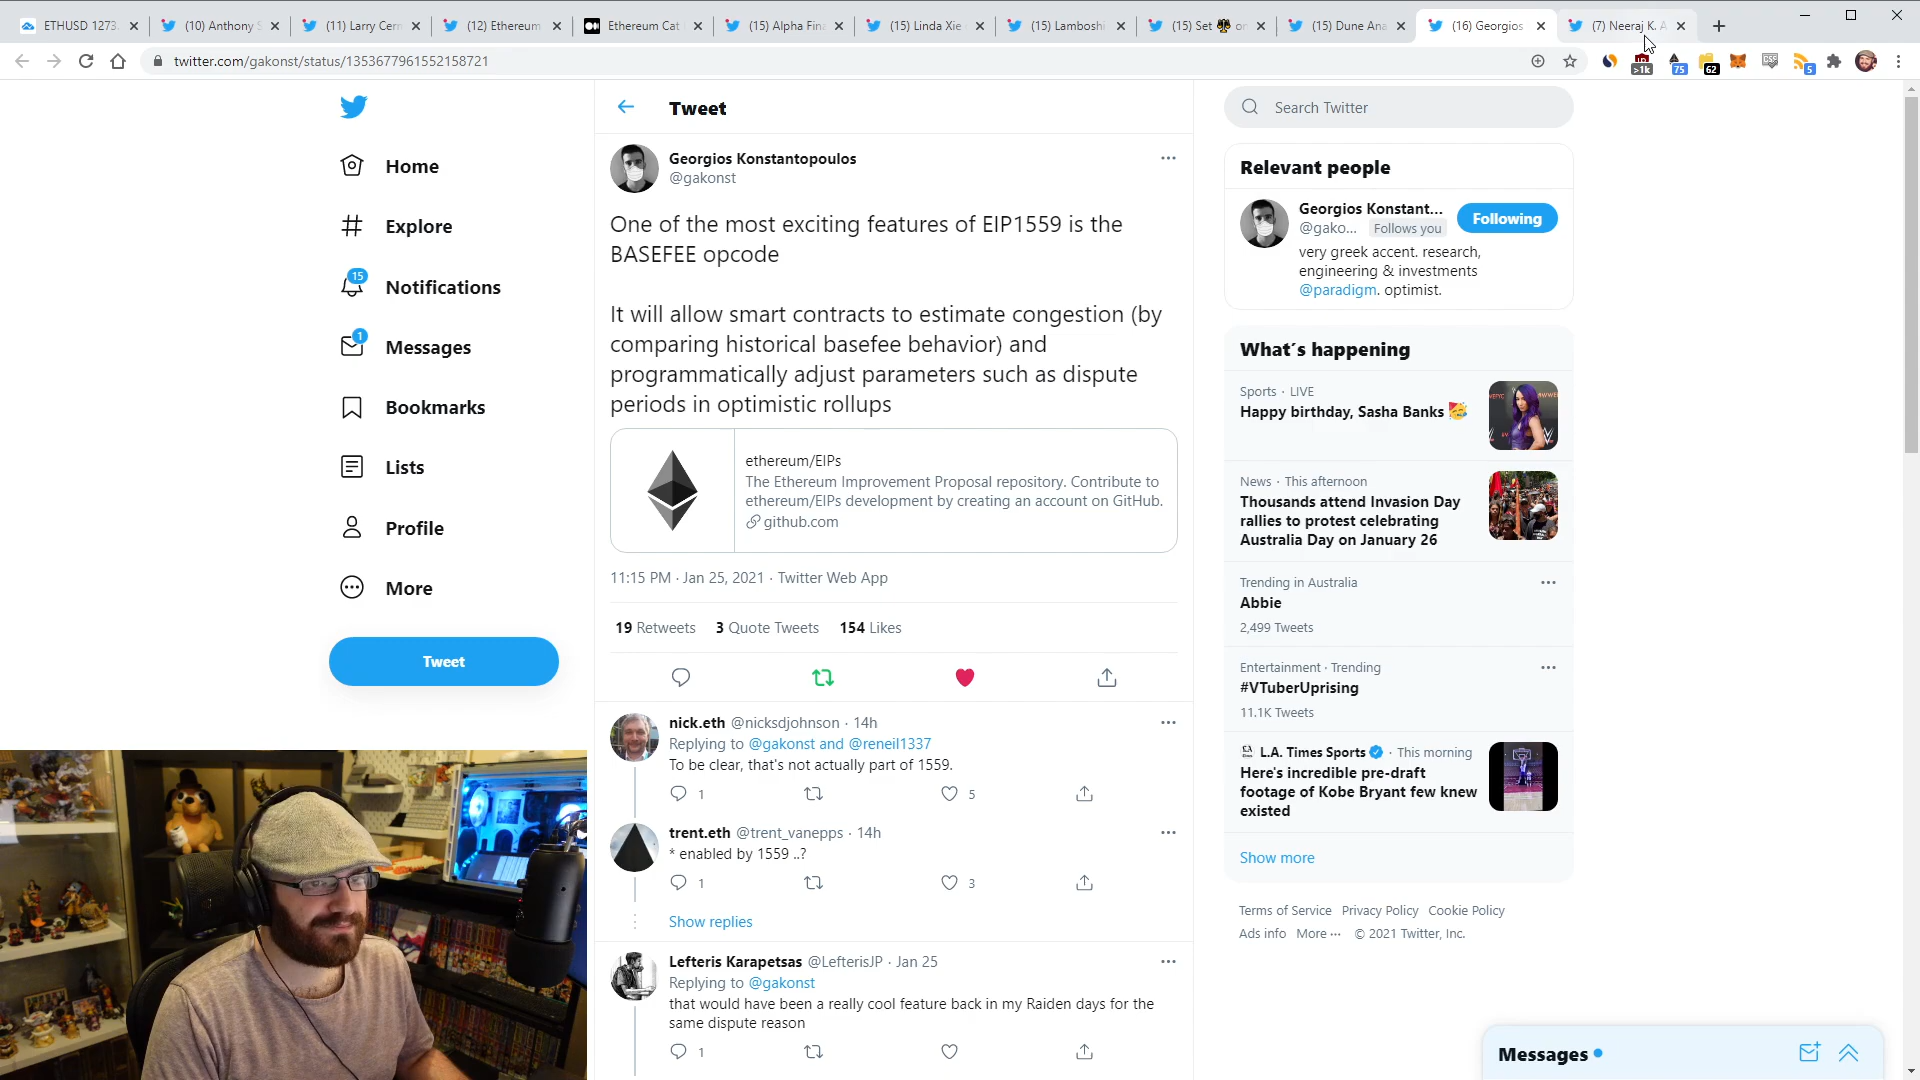 ETHUSD 1273.
(10) Anthony S
(11) Larry Cerm
(12) Ethereum
Ethereum Cat
(15) Alpha Fina
(15) Linda Xie
(15) Lamboshi
(15) Set on
(15) Dune Ana
(16) Georgios
(7) Neeraj K. A
twitter.com/gakonst/status/1353677961552158721
>1k
75
62
5
Home
Explore
15
Notifications
1
Messages
Bookmarks
Lists
Profile
More
Tweet
Tweet
Georgios Konstantopoulos
@gakonst
One of the most exciting features of EIP1559 is the
BASEFEE opcode
It will allow smart contracts to estimate congestion (by
comparing historical basefee behavior) and
programmatically adjust parameters such as dispute
periods in optimistic rollups
ethereum/EIPs
The Ethereum Improvement Proposal repository. Contribute to
ethereum/EIPs development by creating an account on GitHub.
github.com
11:15 PM · Jan 25, 2021 · Twitter Web App
19 Retweets 3 Quote Tweets 154 Likes
nick.eth @nicksdjohnson · 14h
Replying to @gakonst and @reneil1337
To be clear, that's not actually part of 1559.
1 5
trent.eth @trent_vanepps · 14h
* enabled by 1559 ..?
1 3
Show replies
Lefteris Karapetsas @LefterisJP · Jan 25
Replying to @gakonst
that would have been a really cool feature back in my Raiden days for the
same dispute reason
1
Search Twitter
Relevant people
Georgios Konstant...
@gako... Follows you
Following
very greek accent. research,
engineering & investments
@paradigm. optimist.
What's happening
Sports · LIVE
Happy birthday, Sasha Banks
News · This afternoon
Thousands attend Invasion Day
rallies to protest celebrating
Australia Day on January 26
Trending in Australia
Abbie
2,499 Tweets
Entertainment · Trending
#VTuberUprising
11.1K Tweets
L.A. Times Sports · This morning
Here's incredible pre-draft
footage of Kobe Bryant few knew
existed
Show more
Terms of Service Privacy Policy Cookie Policy
Ads info More ··· © 2021 Twitter, Inc.
Messages